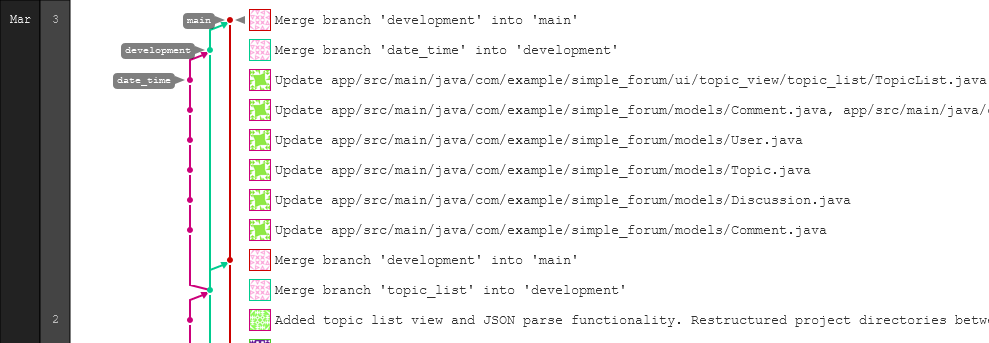 Mar 3 main Merge branch 'development' into 'main'
development Merge branch 'date_time' into 'development'
date_time Update app/src/main/java/com/example/simple_forum/ui/topic_view/topic_list/TopicList.java
Update app/src/main/java/com/example/simple_forum/models/Comment.java, app/src/main/java/
Update app/src/main/java/com/example/simple_forum/models/User.java
Update app/src/main/java/com/example/simple_forum/models/Topic.java
Update app/src/main/java/com/example/simple_forum/models/Discussion.java
Update app/src/main/java/com/example/simple_forum/models/Comment.java
Merge branch 'development' into 'main'
Merge branch 'topic_list' into 'development'
2 Added topic list view and JSON parse functionality. Restructured project directories betw